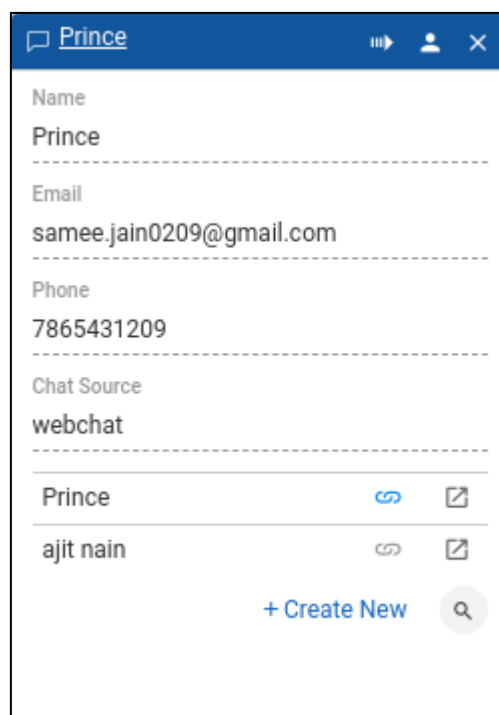 Prince
Name
Prince
Email
samee.jain0209@gmail.com
Phone
7865431209
Chat Source
webchat
Prince
ajit nain
+ Create New